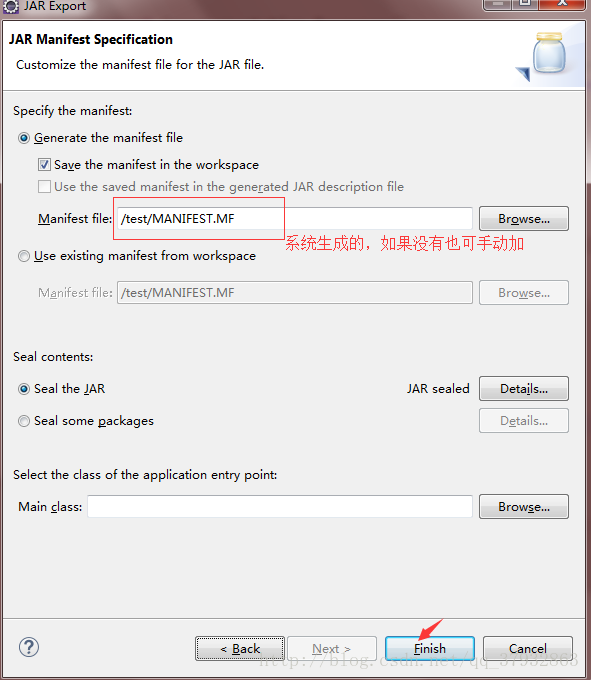 JAR Export
JAR Manifest Specification
Customize the manifest file for the JAR file.
Specify the manifest:
Generate the manifest file
Save the manifest in the workspace
Use the saved manifest in the generated JAR description file
Manifest file: /test/MANIFEST.MF Browse...
系统生成的，如果没有也可手动加
Use existing manifest from workspace
Manifest file: /test/MANIFEST.MF Browse...
Seal contents:
Seal the JAR JAR sealed Details...
Seal some packages Details...
Select the class of the application entry point:
Main class: Browse...
? < Back Next > Finish Cancel
http://blog.csdn.net/qq_37932868